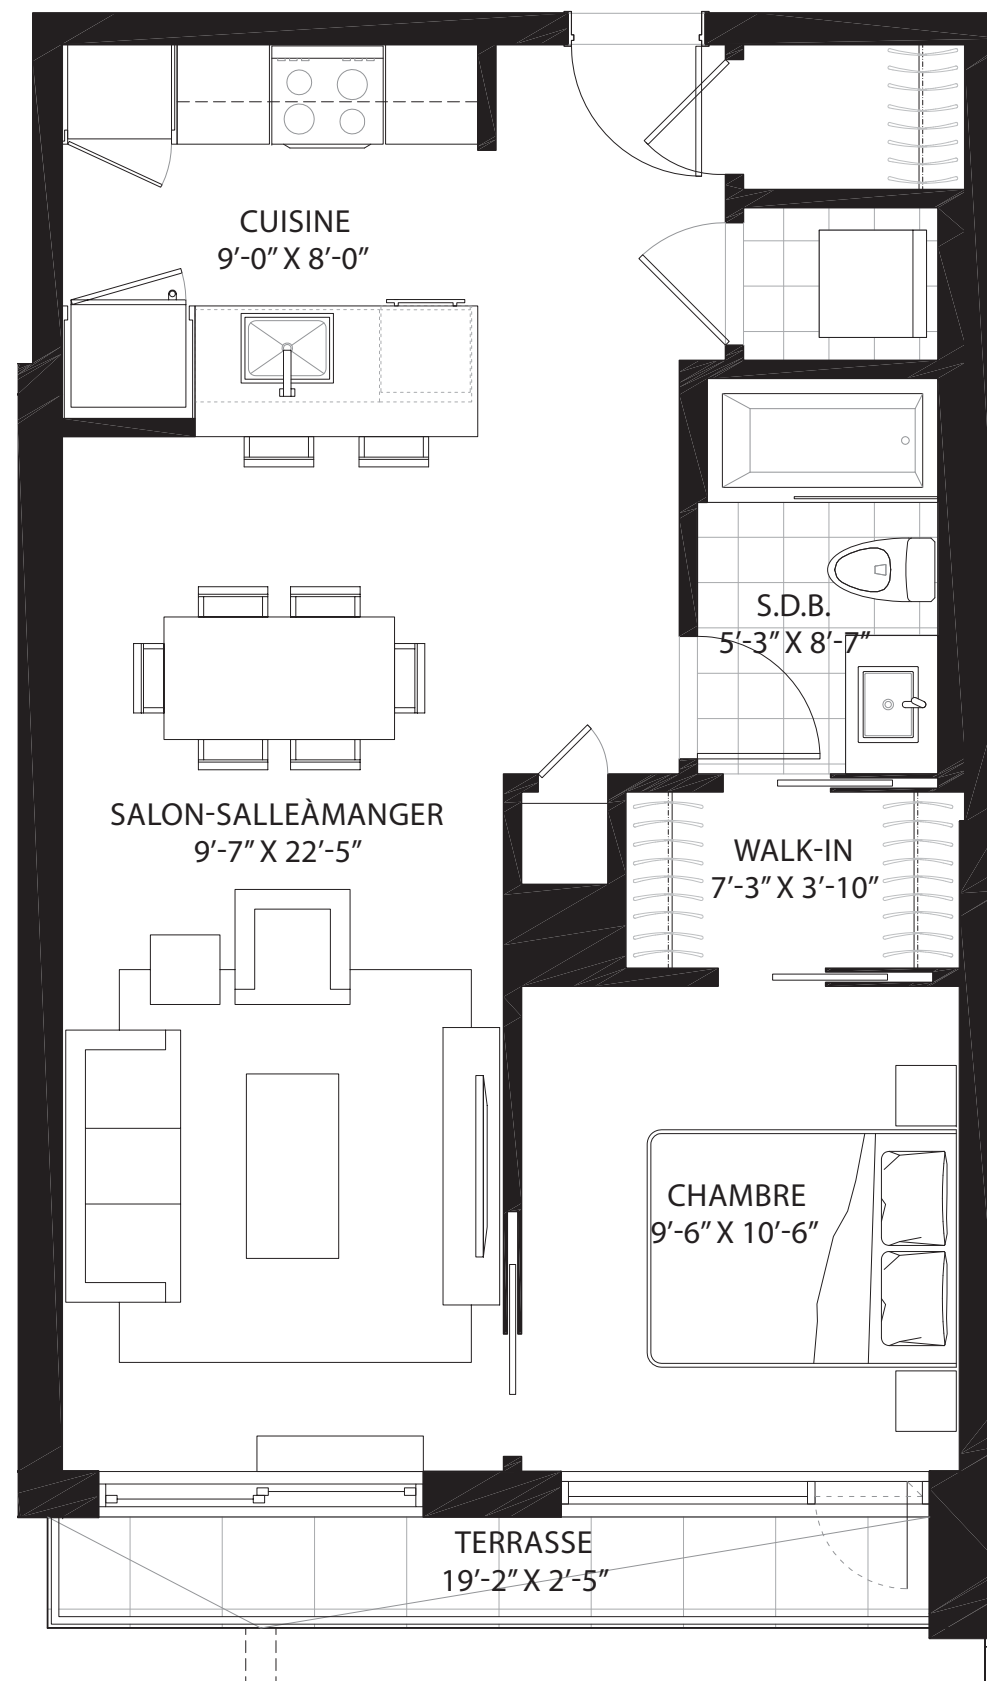 CUISINE
9’-0” X 8’-0”
S.D.B.
5’-3” X 8’-7”
SALON-SALLEÀMANGER
9’-7” X 22’-5”
WALK-IN
7’-3” X 3’-10”
CHAMBRE
9’-6” X 10’-6”
TERRASSE
19’-2” X 2’-5”